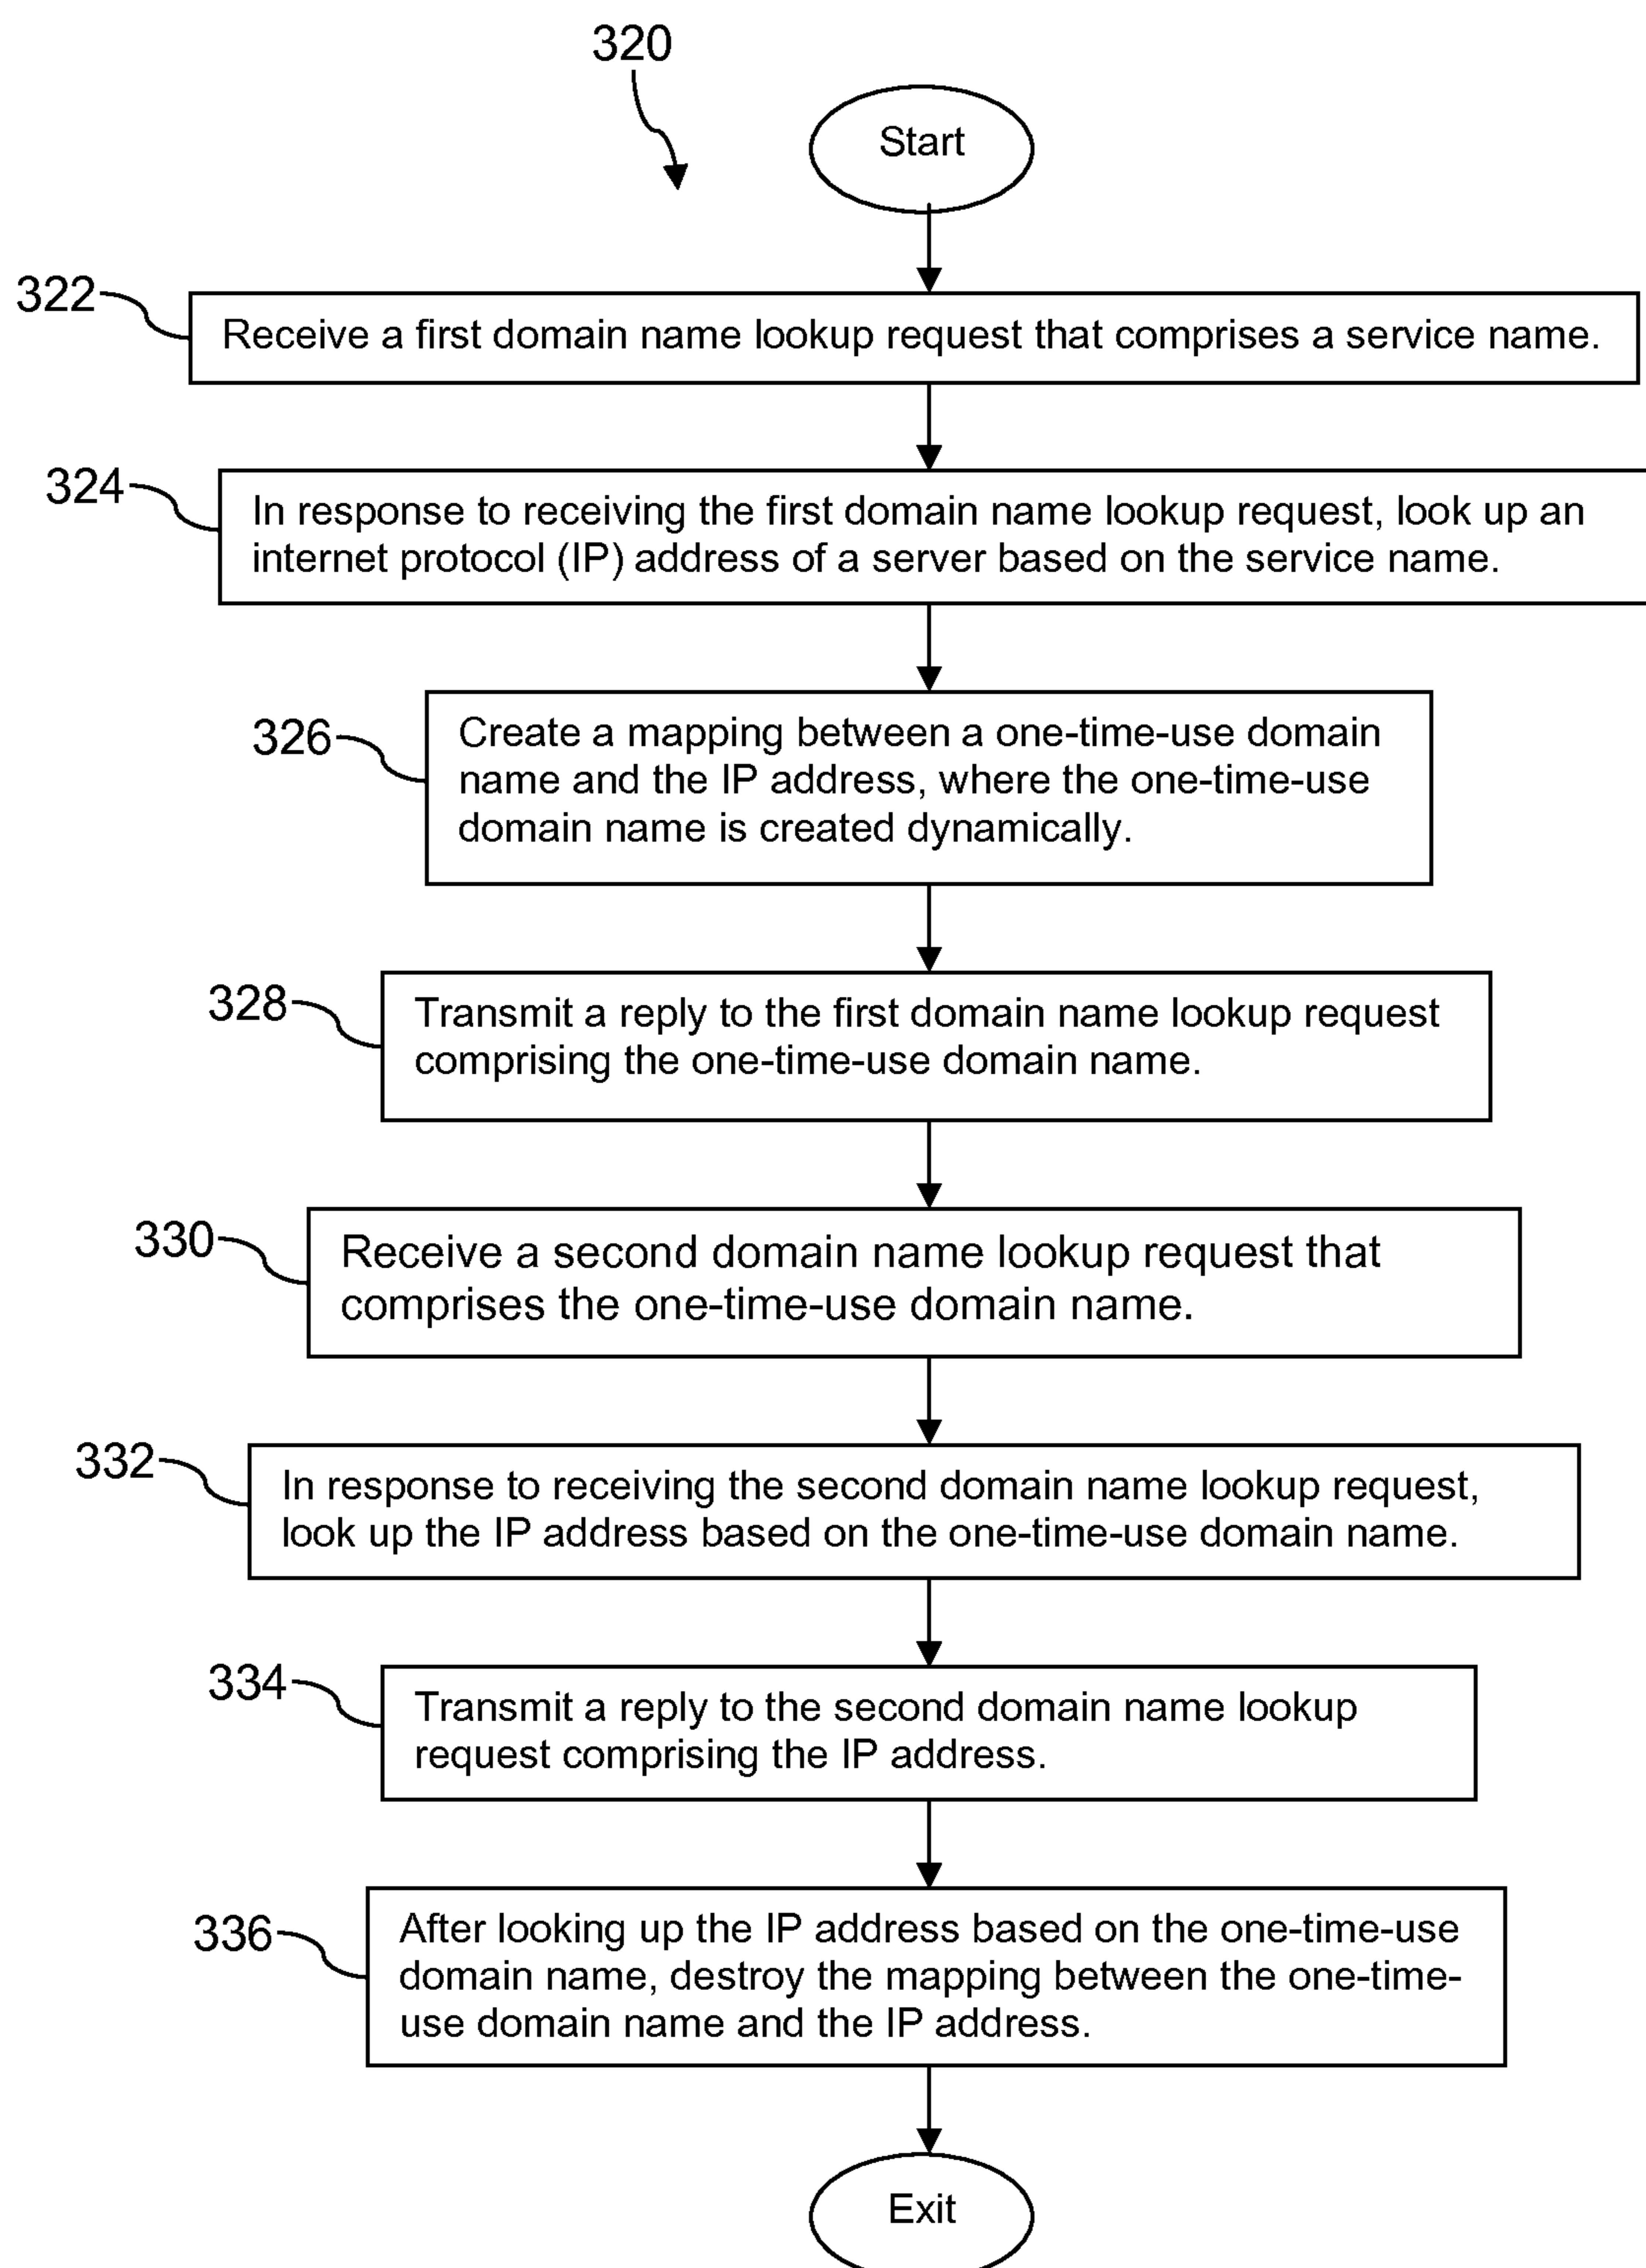 320
Start
322
Receive a first domain name lookup request that comprises a service name.
324
In response to receiving the first domain name lookup request, look up an
internet protocol (IP) address of a server based on the service name.
326
Create a mapping between a one-time-use domain
name and the IP address, where the one-time-use
domain name is created dynamically.
328
Transmit a reply to the first domain name lookup request
comprising the one-time-use domain name.
330
Receive a second domain name lookup request that
comprises the one-time-use domain name.
332
In response to receiving the second domain name lookup request,
look up the IP address based on the one-time-use domain name.
334
Transmit a reply to the second domain name lookup
request comprising the IP address.
336
After looking up the IP address based on the one-time-use
domain name, destroy the mapping between the one-time-
use domain name and the IP address.
Exit